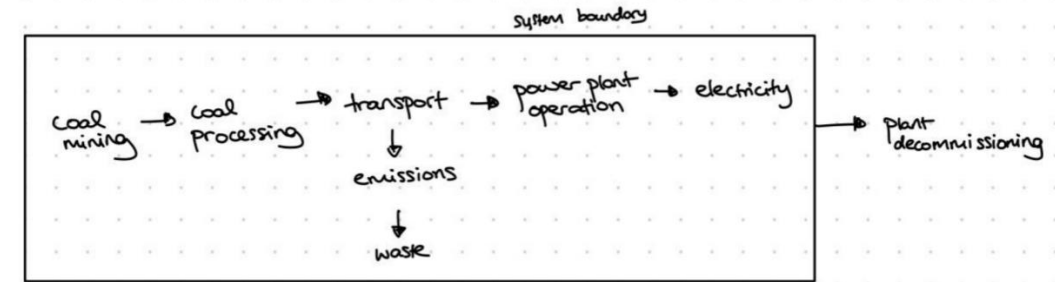 system boundary
coal
mining
coal
processing
transport
power plant
operation
electricity
plant
decommissioning
emissions
waste